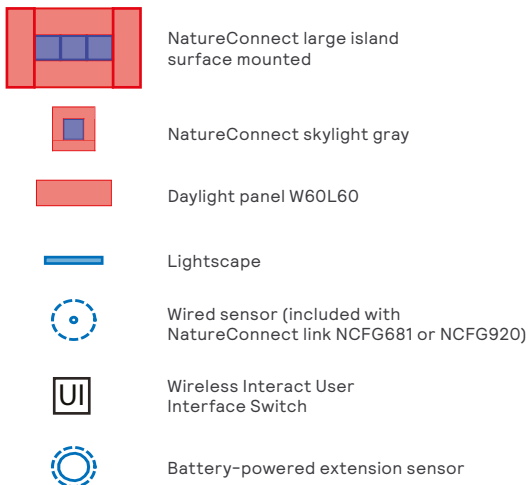 NatureConnect large island
surface mounted
NatureConnect skylight gray
Daylight panel W60L60
Lightscape
Wired sensor (included with
NatureConnect link NCFG681 or NCFG920)
UI
Wireless Interact User
Interface Switch
Battery-powered extension sensor